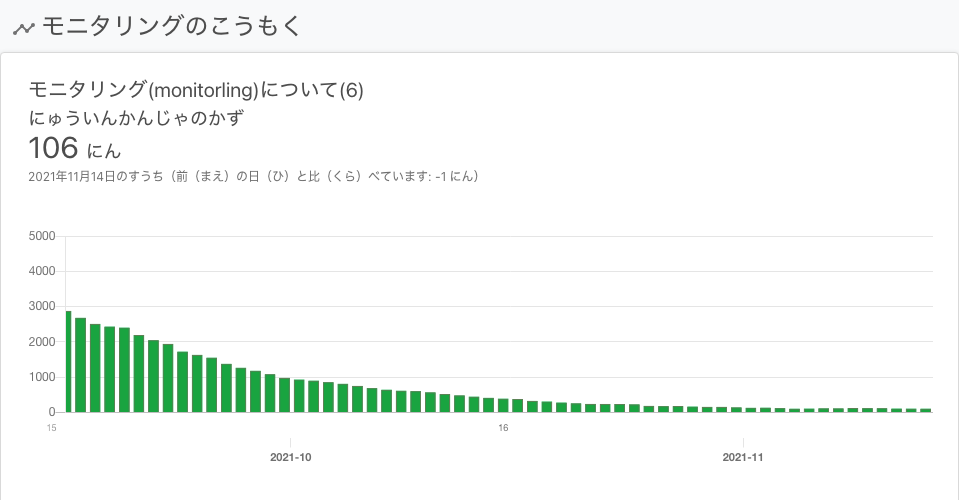 モニタリングのこうもく
モニタリング(monitorling)について(6)
にゅういんかんじゃのかず
106 にん
2021年11月14日のすうち（前（まえ）の日（ひ）と比（くら）べています: -1 にん）
5000
4000
3000
2000
1000
0
15
16
2021-10
2021-11